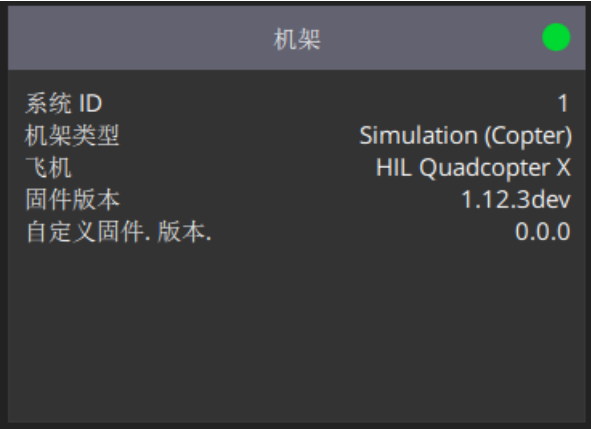 机架
系统 ID 1
机架类型 Simulation (Copter)
飞机 HIL Quadcopter X
固件版本 1.12.3dev
自定义固件. 版本. 0.0.0